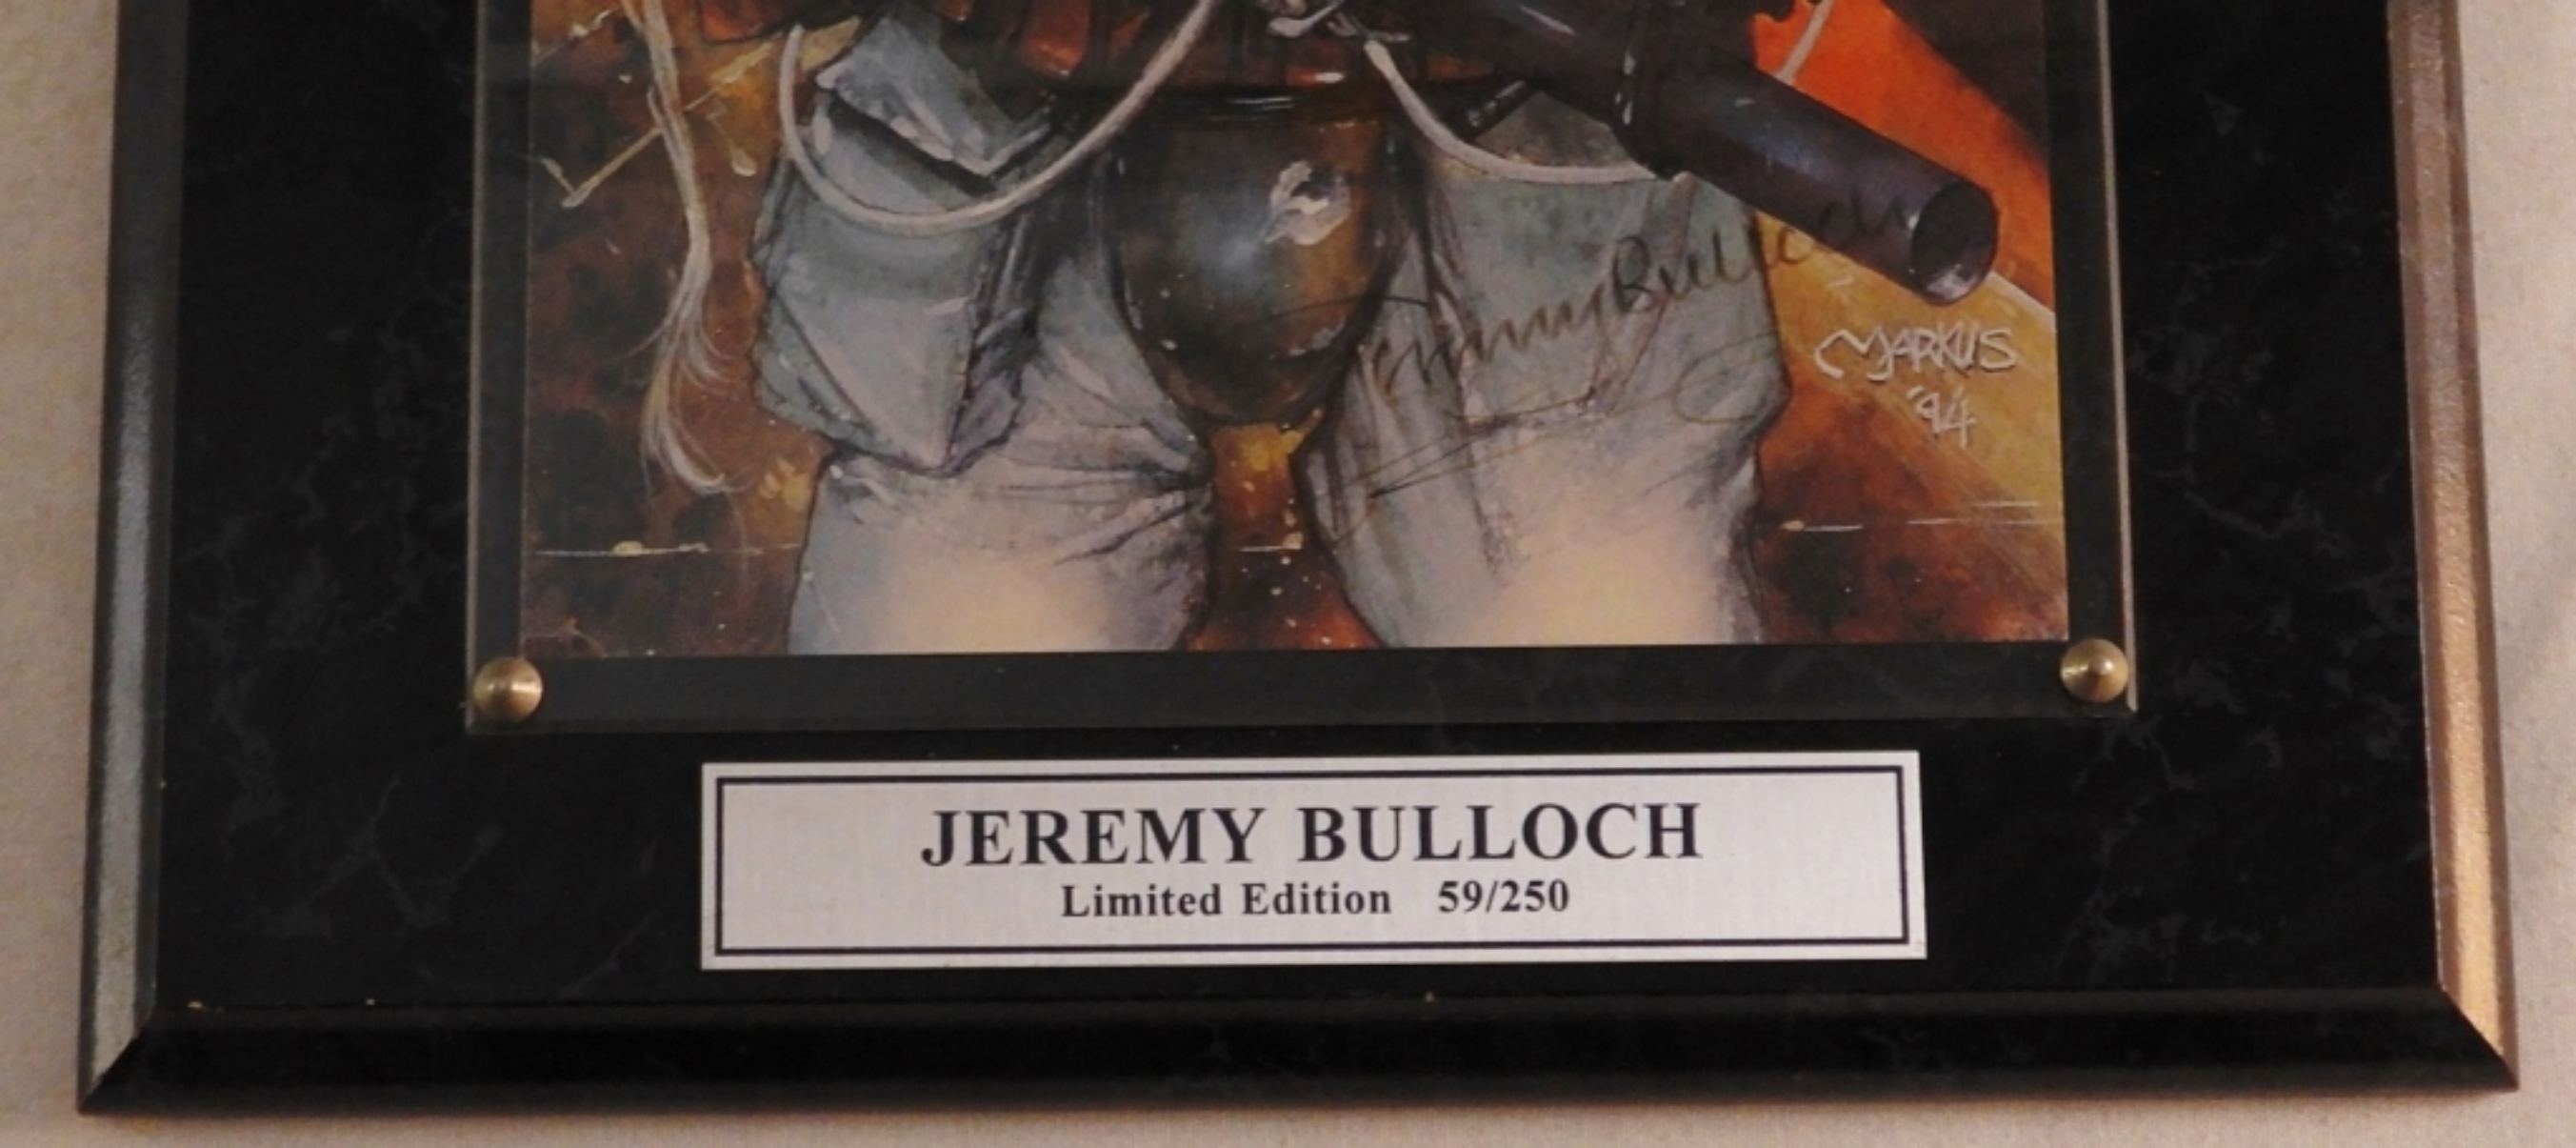 Jeremy Bulloch
MARKUS
'94
JEREMY BULLOCH
Limited Edition 59/250